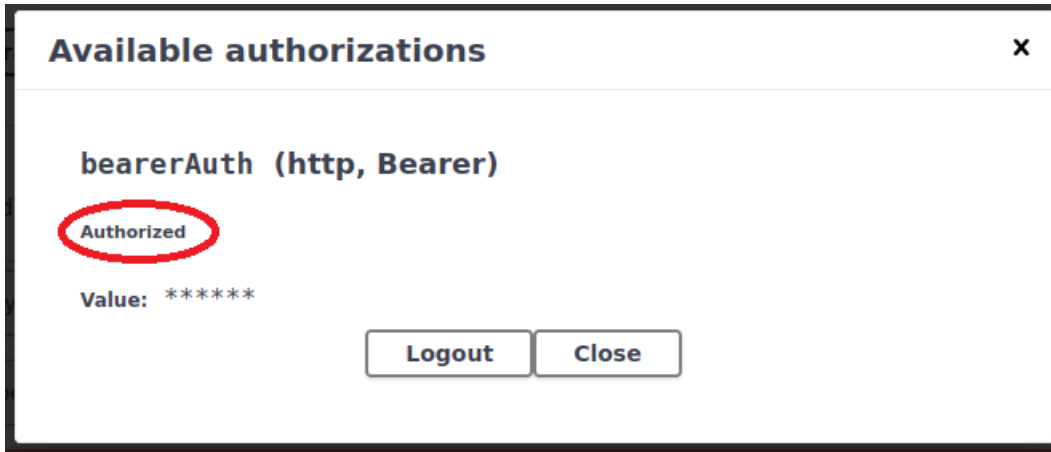 Available authorizations x
bearerAuth (http, Bearer)
Authorized
Value: ******
Logout Close